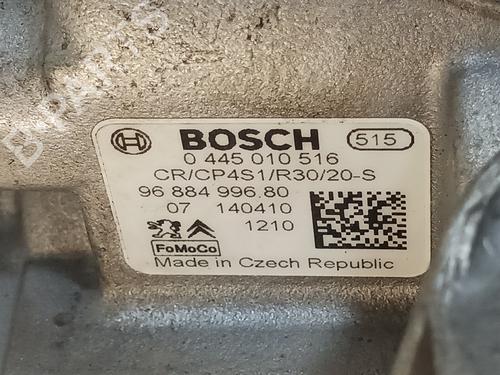 BOSCH 515
0 445 010 516
CR/CP4S1/R30/20-S
96 884 996 80
07 140410
1210
FoMoCo
Made in Czech Republic
B-PARTS